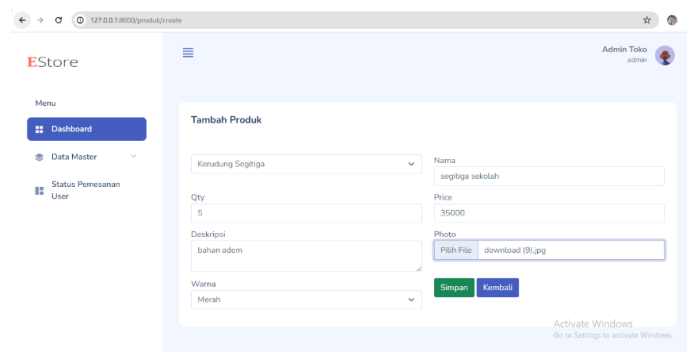 127.0.0.1:8000/produk/create
EStore
Admin Toko
admin
Menu
Dashboard
Data Master
Status Pemesanan
User
Tambah Produk
Kerudung Segitiga
Nama
segitiga sekolah
Qty
5
Price
35000
Deskripsi
bahan adem
Photo
Pilih File download (9).jpg
Warna
Merah
Simpan Kembali
Activate Windows
Go to Settings to activate Windows.